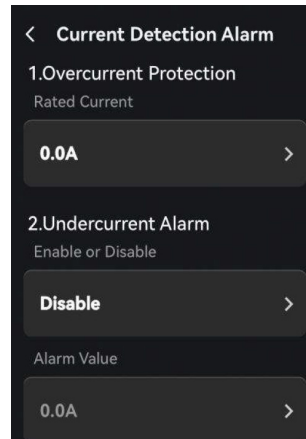 Current Detection Alarm
1.Overcurrent Protection
Rated Current
0.0A
2.Undercurrent Alarm
Enable or Disable
Disable
Alarm Value
0.0A